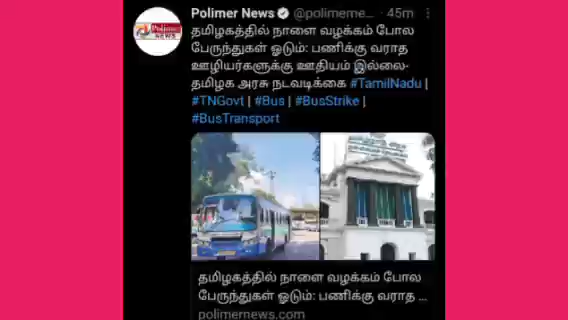 Polimer News @polimerne... · 45m
Polimer
NEWS
தமிழகத்தில் நாளை வழக்கம் போல
பேருந்துகள் ஓடும்: பணிக்கு வராத
ஊழியர்களுக்கு ஊதியம் இல்லை-
தமிழக அரசு நடவடிக்கை #TamilNadu |
#TNGovt | #Bus | #BusStrike |
#BusTransport
தமிழகத்தில் நாளை வழக்கம் போல
பேருந்துகள் ஓடும்: பணிக்கு வராத ...
polimernews.com